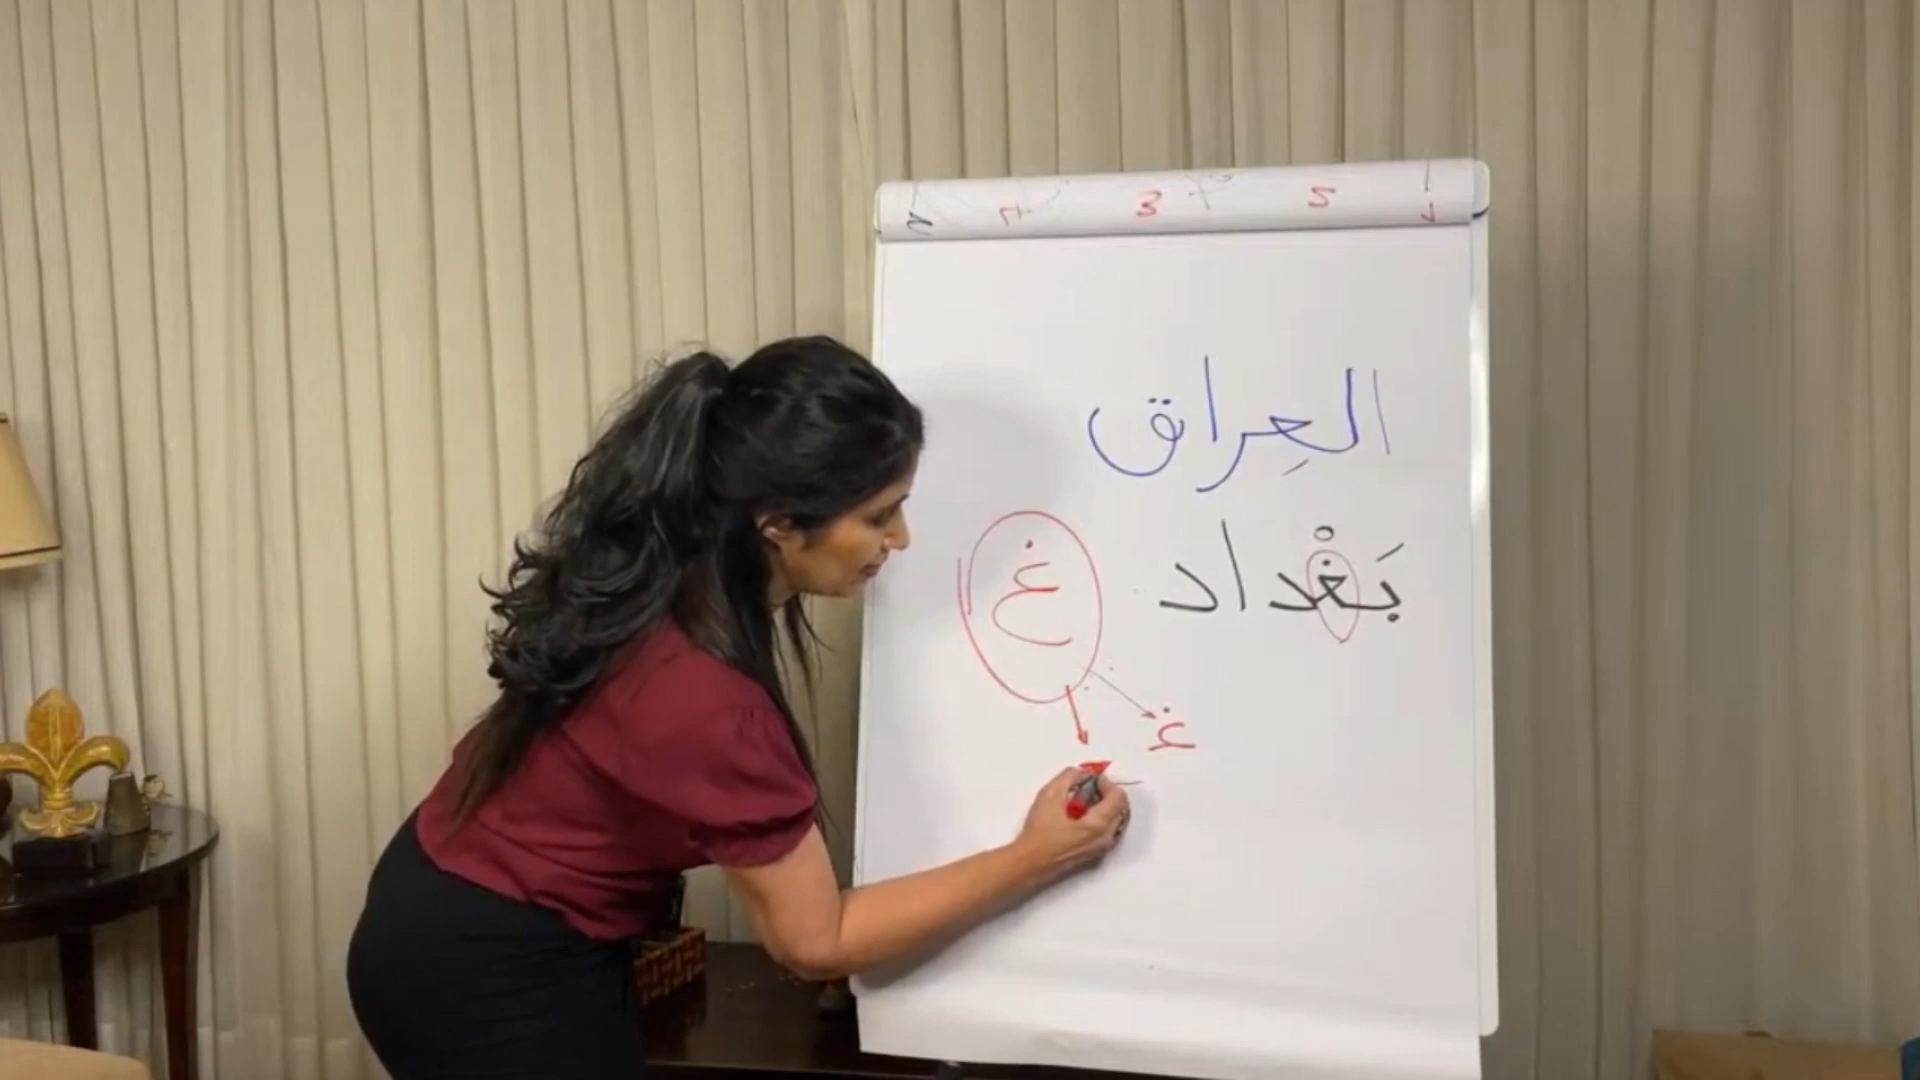 العِراق
بَغْداد غ
غـ